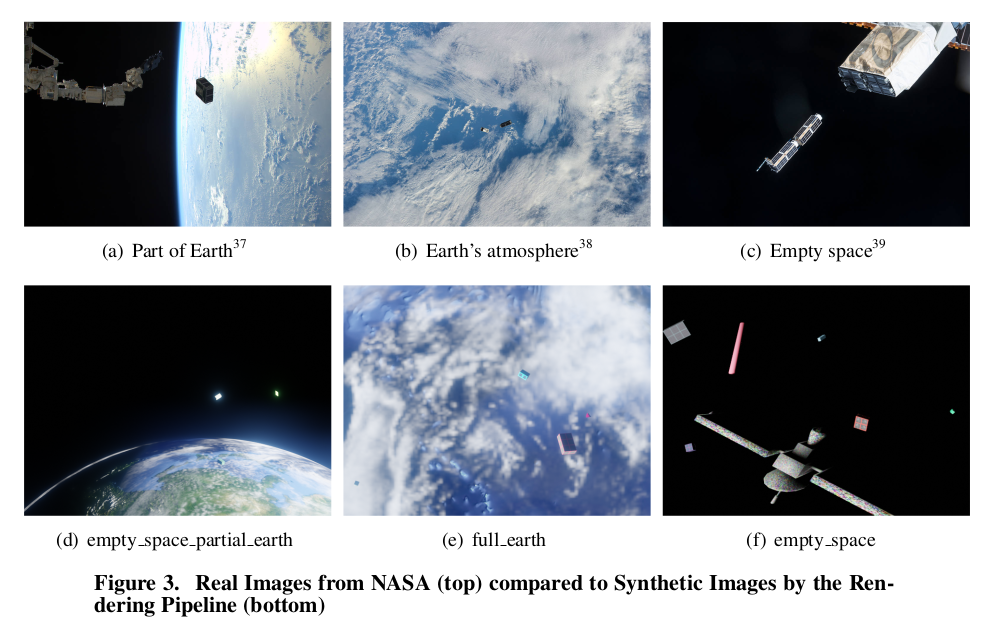 (a) Part of Earth37
(b) Earth's atmosphere38
(c) Empty space39
(d) empty_space_partial_earth
(e) full_earth
(f) empty_space
Figure 3. Real Images from NASA (top) compared to Synthetic Images by the Ren-
dering Pipeline (bottom)